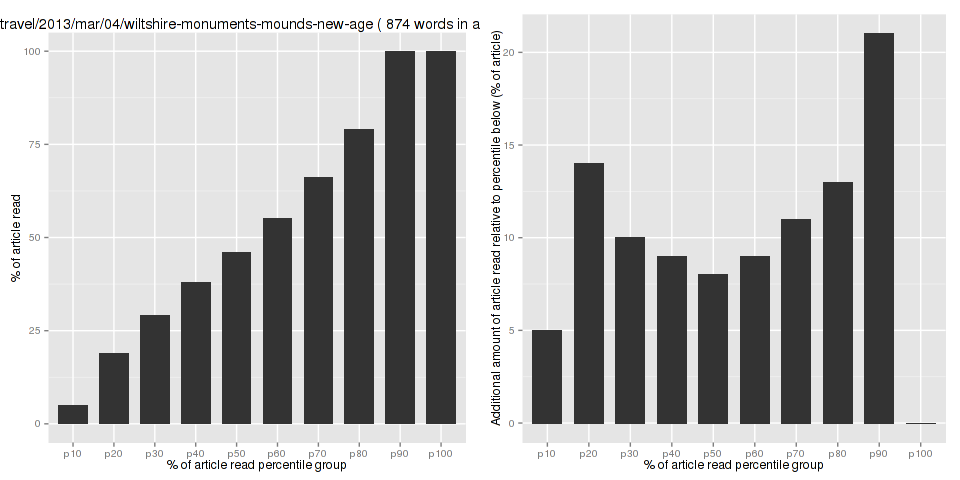 travel/2013/mar/04/wiltshire-monuments-mounds-new-age ( 874 words in a
% of article read
100
75
50
25
0
p10 p20 p30 p40 p50 p60 p70 p80 p90 p100
% of article read percentile group
Additional amount of article read relative to percentile below (% of article)
20
15
10
5
0
p10 p20 p30 p40 p50 p60 p70 p80 p90 p100
% of article read percentile group